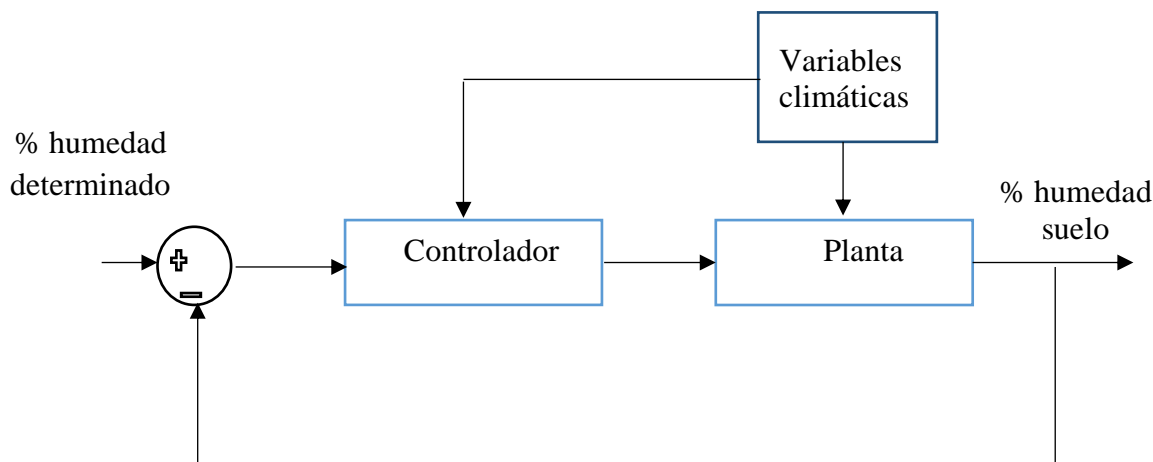 Variables
climáticas
% humedad
determinado
% humedad
suelo
Controlador
Planta